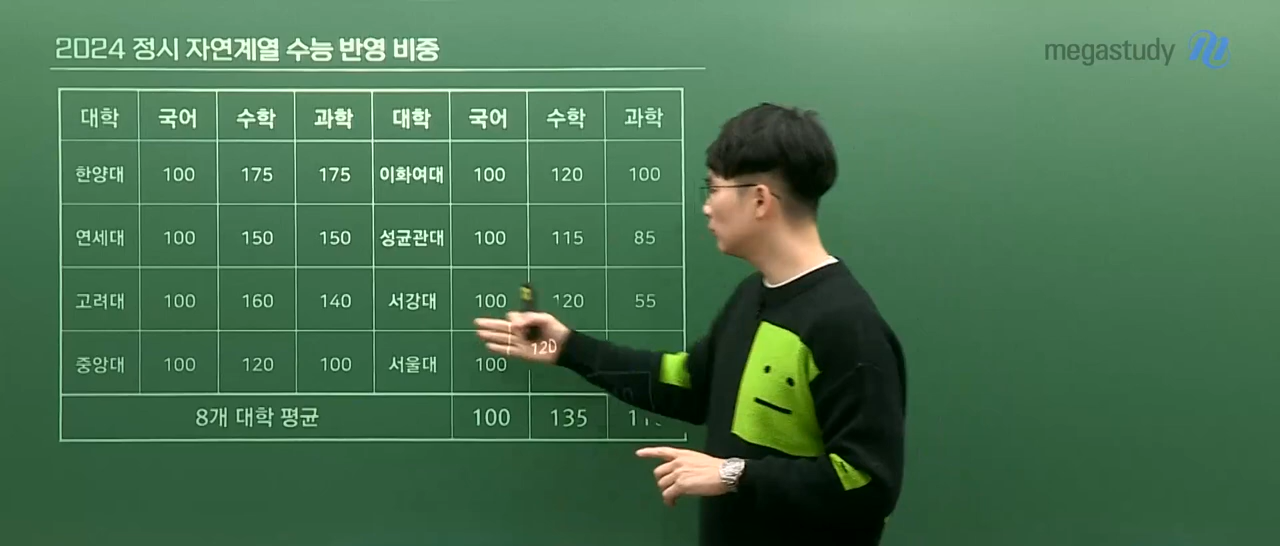 2024 정시 자연계열 수능 반영 비중
megastudy
대학 국어 수학 과학 대학 국어 수학 과학
한양대 100 175 175 이화여대 100 120 100
연세대 100 150 150 성균관대 100 115 85
고려대 100 160 140 서강대 100 120 55
중앙대 100 120 100 서울대 100 120
8개 대학 평균 100 135